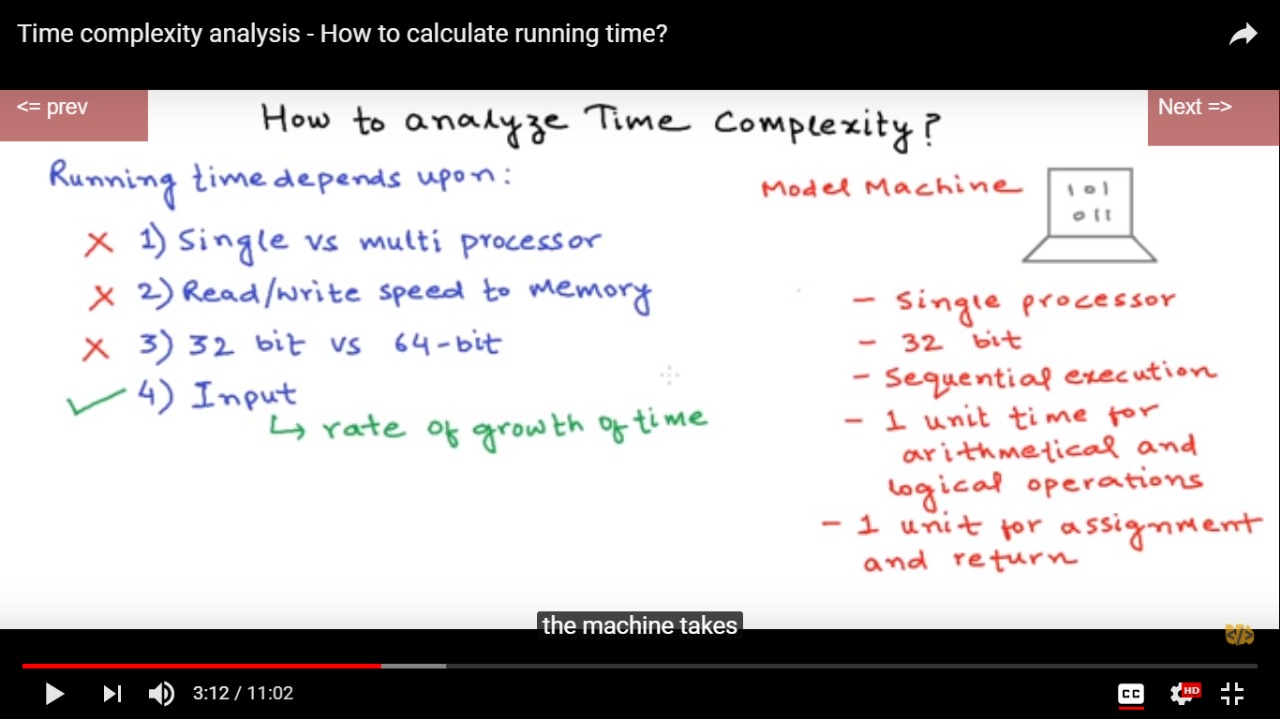 Time complexity analysis - How to calculate running time?
<= prev
Next =>
How to analyze Time Complexity?
Running time depends upon:
X 1) Single vs multi processor
X 2) Read/write speed to memory
X 3) 32 bit vs 64-bit
✓ 4) Input
↳ rate of growth of time
Model Machine
101
011
- Single processor
- 32 bit
- Sequential execution
- 1 unit time for
arithmetical and
logical operations
- 1 unit for assignment
and return
the machine takes
</>
3:12 / 11:02
CC
HD